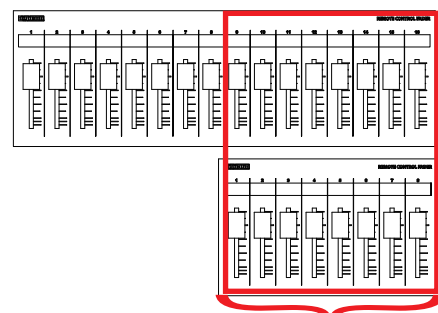 REMOTE CONTROL FADER
1 2 3 4 5 6 7 8 9 10 11 12 13 14 15 16
REMOTE CONTROL FADER
1 2 3 4 5 6 7 8